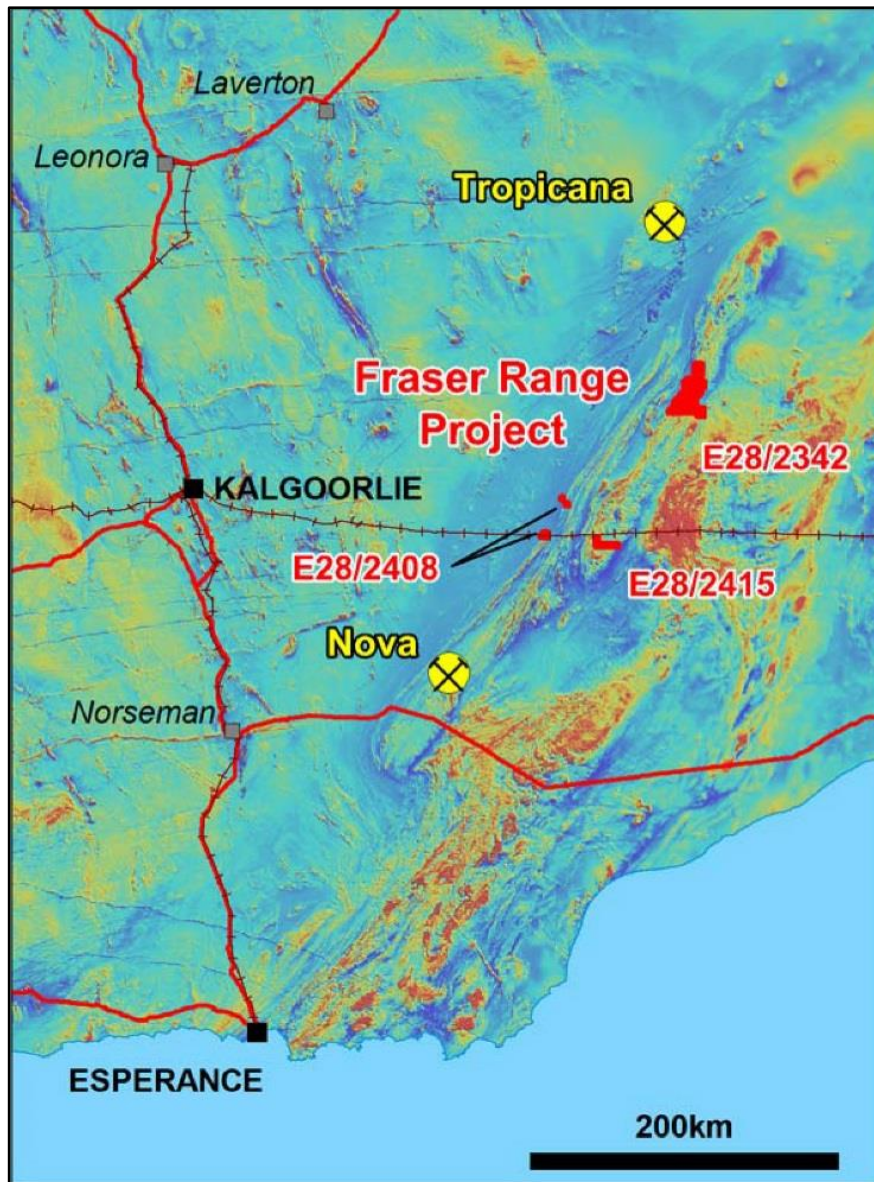 Laverton
Leonora
Tropicana
Fraser Range
Project
E28/2342
KALGOORLIE
E28/2408
E28/2415
Nova
Norseman
ESPERANCE
200km